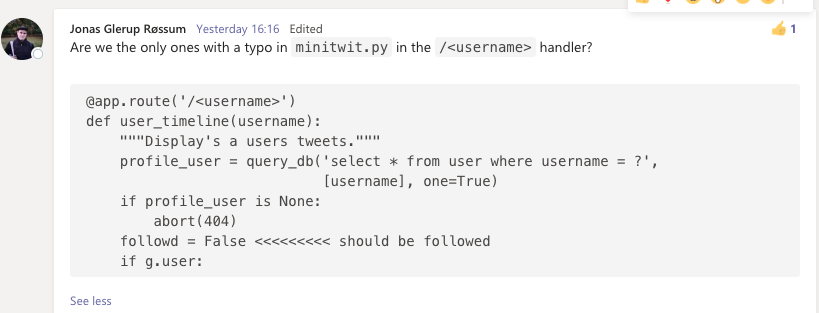 Jonas Glerup Røssum Yesterday 16:16 Edited
1
Are we the only ones with a typo in minitwit.py in the /<username> handler?
@app.route('/<username>')
def user_timeline(username):
    """Display's a users tweets."""
    profile_user = query_db('select * from user where username = ?',
                            [username], one=True)
    if profile_user is None:
        abort(404)
    followd = False <<<<<<<<< should be followed
    if g.user:
See less